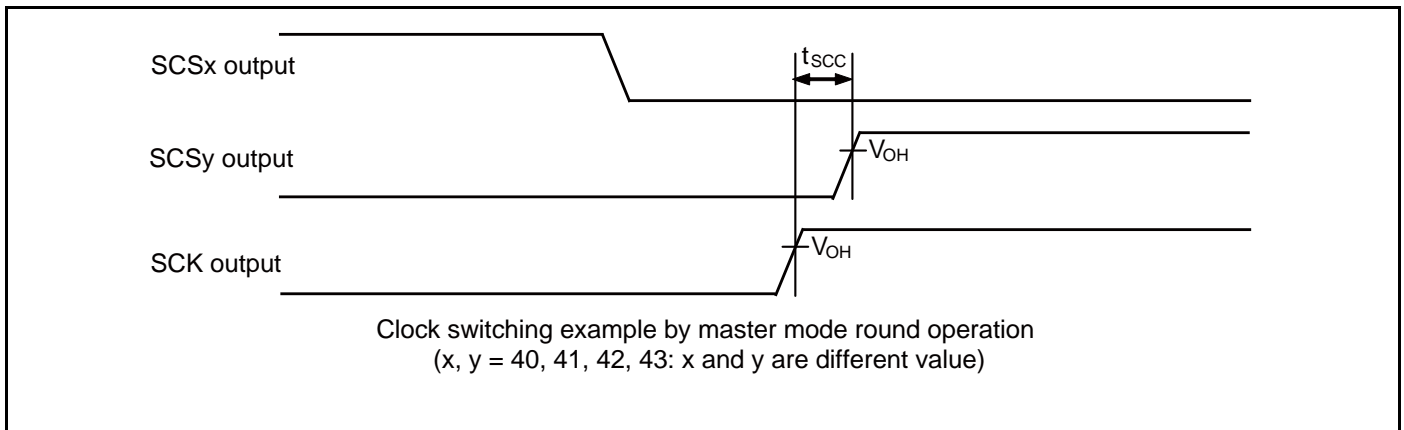 SCSx output
tSCC
SCSy output
VOH
SCK output
VOH
Clock switching example by master mode round operation
(x, y = 40, 41, 42, 43: x and y are different value)